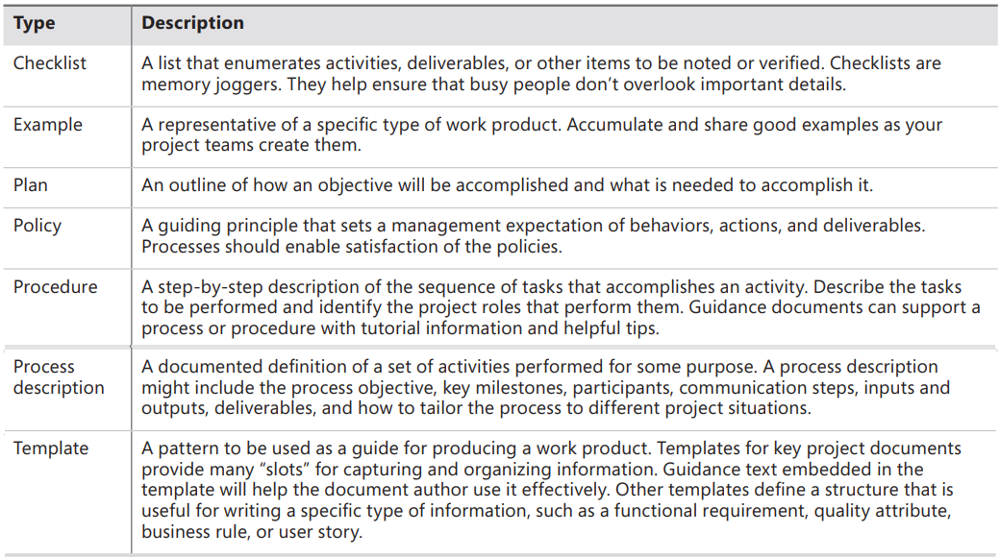 Type Description
Checklist A list that enumerates activities, deliverables, or other items to be noted or verified. Checklists are
memory joggers. They help ensure that busy people don’t overlook important details.
Example A representative of a specific type of work product. Accumulate and share good examples as your
project teams create them.
Plan An outline of how an objective will be accomplished and what is needed to accomplish it.
Policy A guiding principle that sets a management expectation of behaviors, actions, and deliverables.
Processes should enable satisfaction of the policies.
Procedure A step-by-step description of the sequence of tasks that accomplishes an activity. Describe the tasks
to be performed and identify the project roles that perform them. Guidance documents can support a
process or procedure with tutorial information and helpful tips.
Process A documented definition of a set of activities performed for some purpose. A process description
description might include the process objective, key milestones, participants, communication steps, inputs and
outputs, deliverables, and how to tailor the process to different project situations.
Template A pattern to be used as a guide for producing a work product. Templates for key project documents
provide many “slots” for capturing and organizing information. Guidance text embedded in the
template will help the document author use it effectively. Other templates define a structure that is
useful for writing a specific type of information, such as a functional requirement, quality attribute,
business rule, or user story.